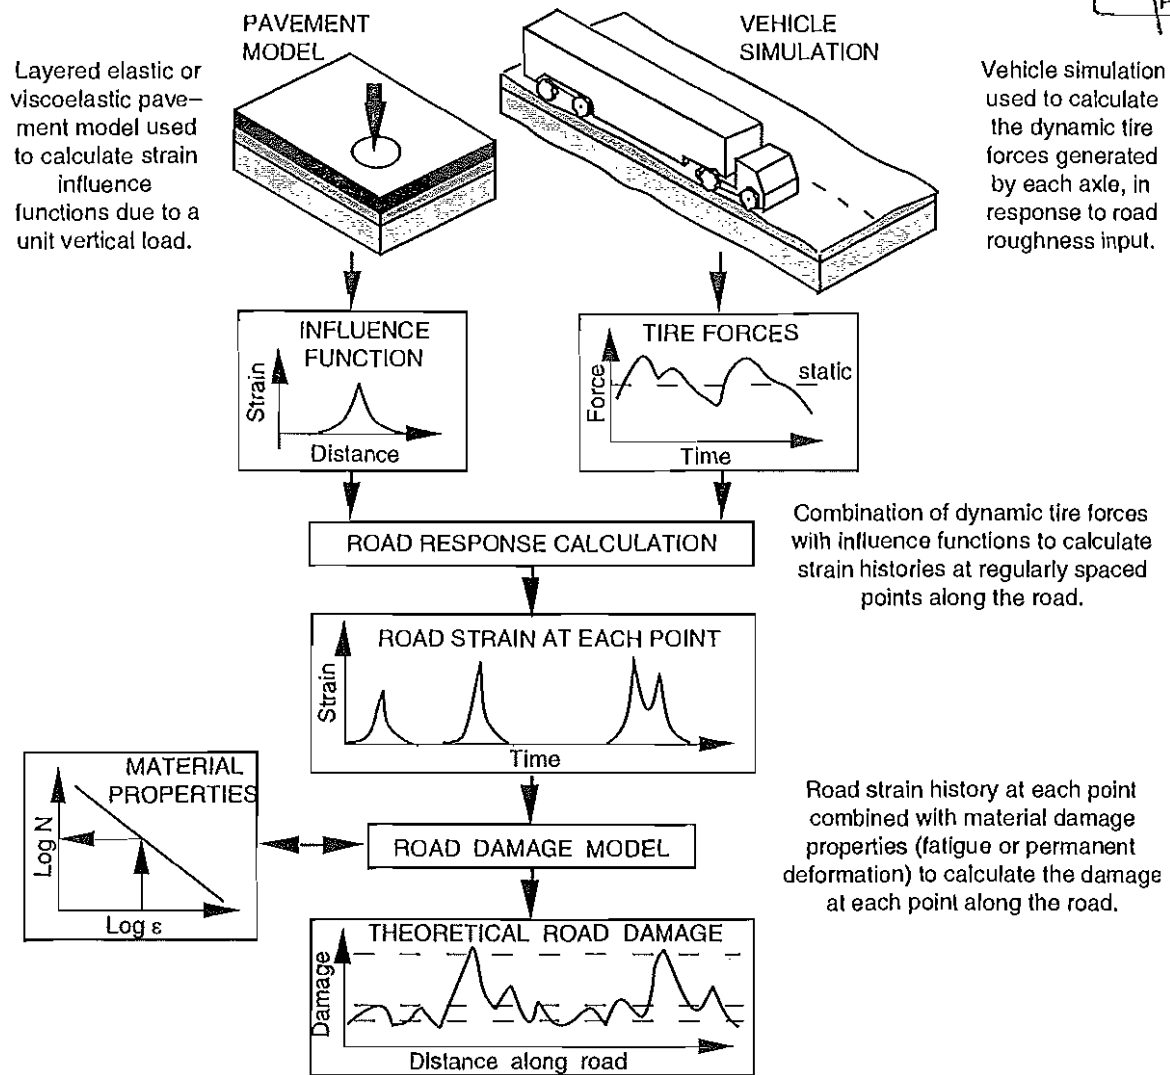 PAVEMENT
MODEL
VEHICLE
SIMULATION
Layered elastic or
viscoelastic pave–
ment model used
to calculate strain
influence
functions due to a
unit vertical load.
Vehicle simulation
used to calculate
the dynamic tire
forces generated
by each axle, in
response to road
roughness input.
INFLUENCE
FUNCTION
Strain
Distance
TIRE FORCES
static
Force
Time
ROAD RESPONSE CALCULATION
Combination of dynamic tire forces
with influence functions to calculate
strain histories at regularly spaced
points along the road.
ROAD STRAIN AT EACH POINT
Strain
Time
MATERIAL
PROPERTIES
Log N
Log ε
ROAD DAMAGE MODEL
Road strain history at each point
combined with material damage
properties (fatigue or permanent
deformation) to calculate the damage
at each point along the road.
THEORETICAL ROAD DAMAGE
Damage
Distance along road